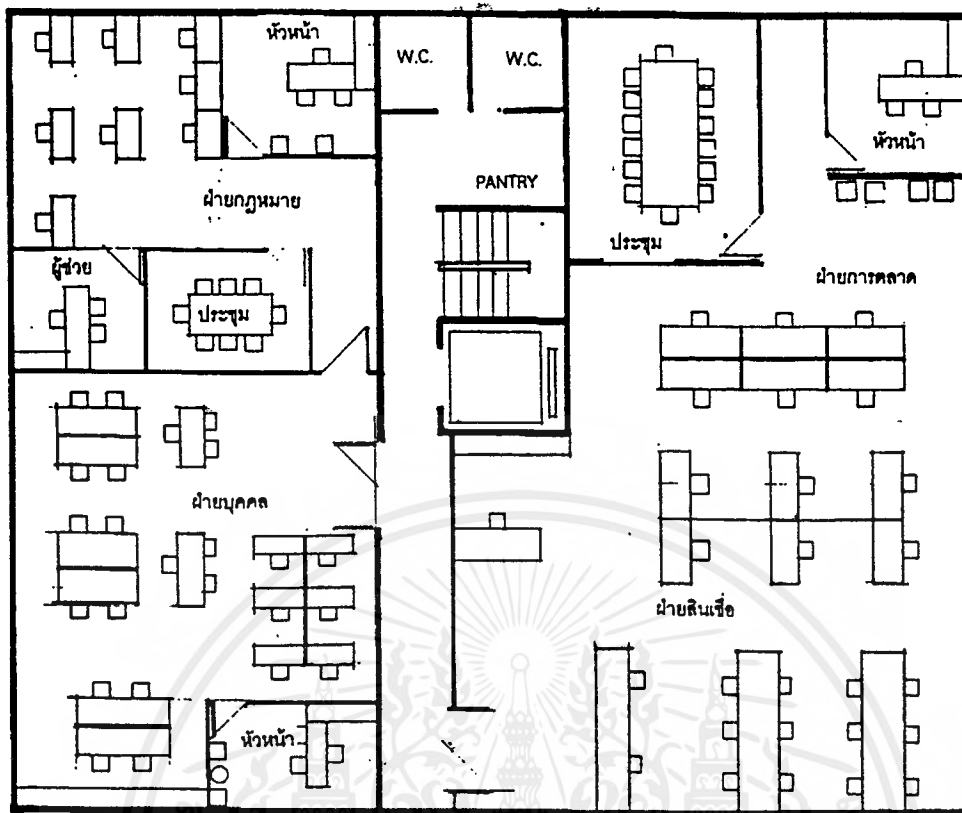 หัวหน้า
W.C.
W.C.
หัวหน้า
PANTRY
ฝ่ายกฎหมาย
ประชุม
ผู้ช่วย
ฝ่ายการตลาด
ประชุม
ฝ่ายบุคคล
ฝ่ายสินเชื่อ
หัวหน้า